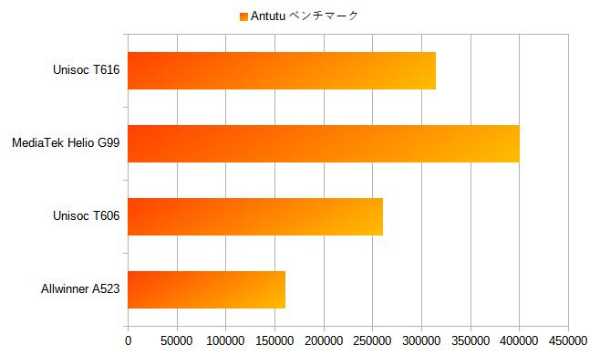 Antutu ベンチマーク
Unisoc T616
MediaTek Helio G99
Unisoc T606
Allwinner A523
0 50000 100000 150000 200000 250000 300000 350000 400000 450000